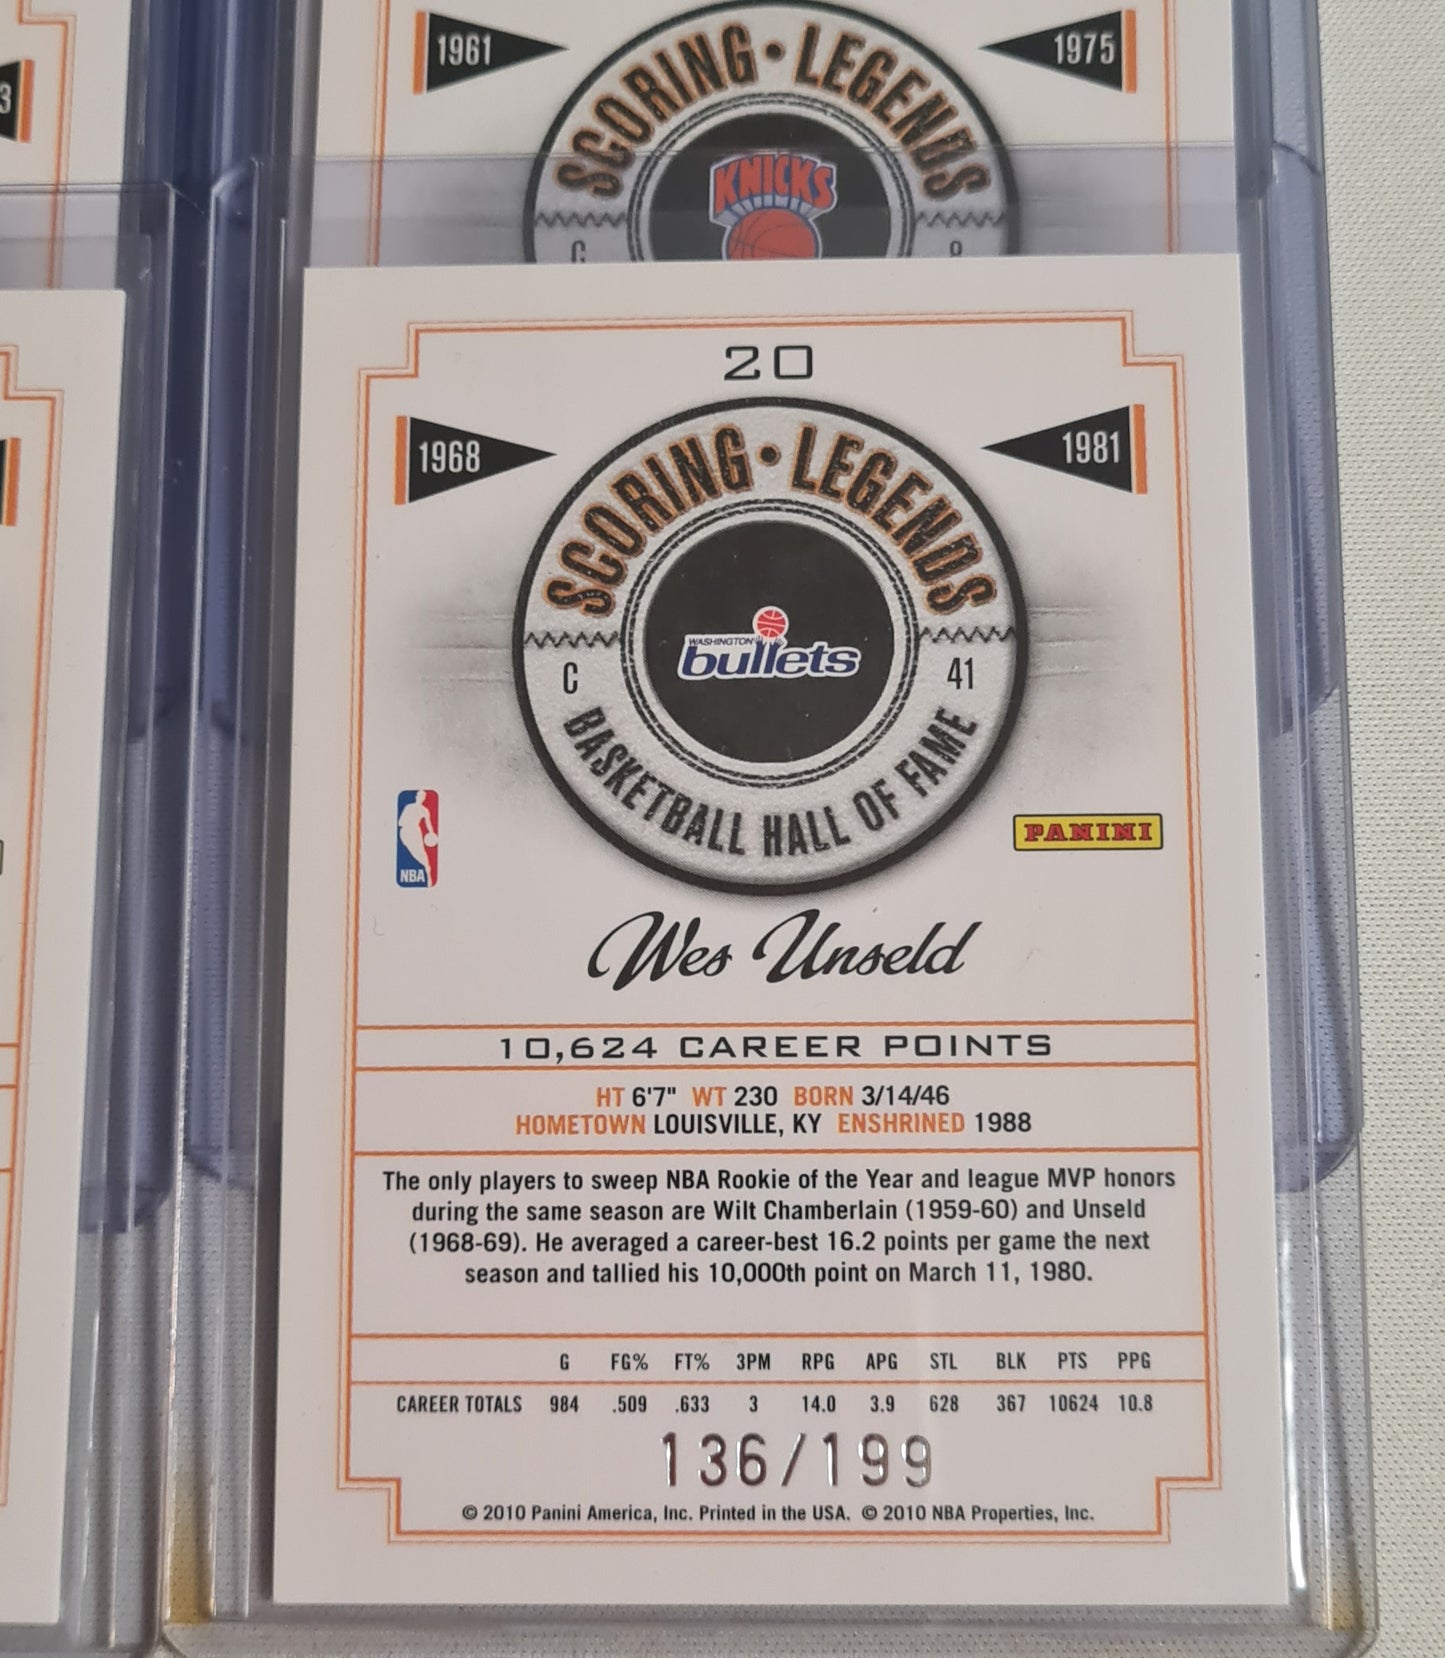 1961
SCORING • LEGENDS
1975
KNICKS
3
20
1968
SCORING • LEGENDS
1981
WASHINGTON
bullets
C
41
BASKETBALL HALL OF FAME
NBA
PANINI
Wes Unseld
10,624 CAREER POINTS
HT 6'7" WT 230 BORN 3/14/46
HOMETOWN LOUISVILLE, KY ENSHRINED 1988
The only players to sweep NBA Rookie of the Year and league MVP honors
during the same season are Wilt Chamberlain (1959-60) and Unseld
(1968-69). He averaged a career-best 16.2 points per game the next
season and tallied his 10,000th point on March 11, 1980.
G FG% FT% 3PM RPG APG STL BLK PTS PPG
CAREER TOTALS 984 .509 .633 3 14.0 3.9 628 367 10624 10.8
136/199
© 2010 Panini America, Inc. Printed in the USA. © 2010 NBA Properties, Inc.